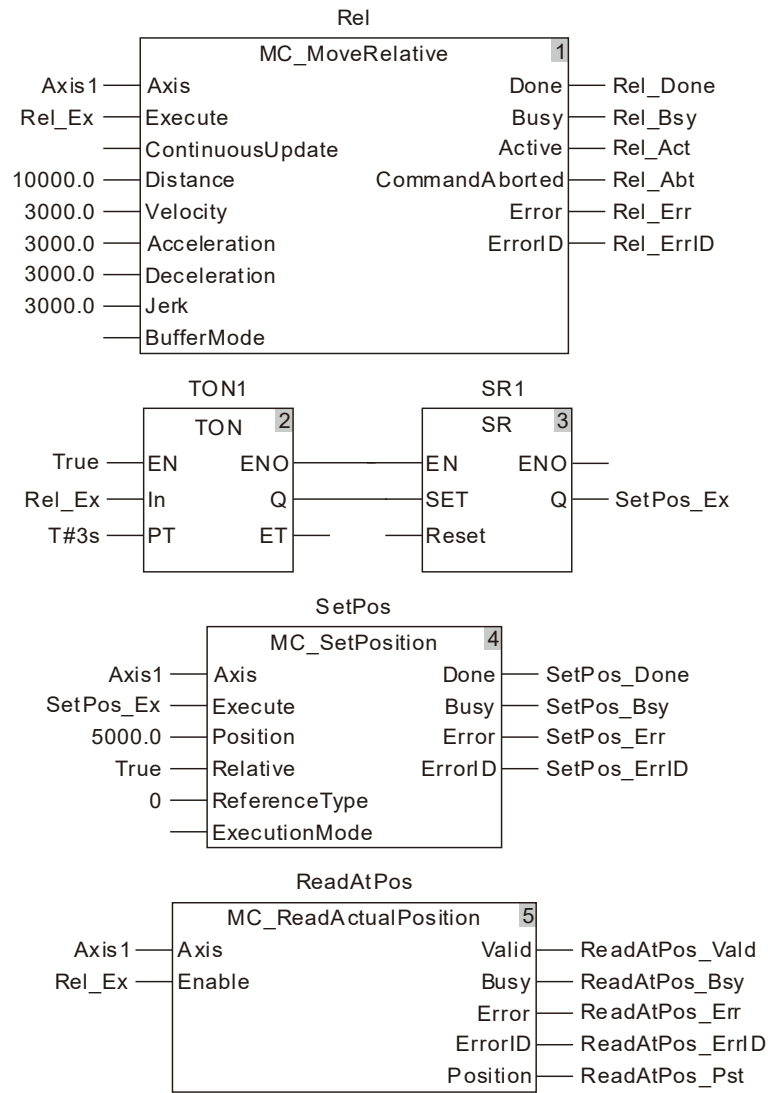 Rel
MC_MoveRelative 1
Axis1 Axis Done Rel_Done
Rel_Ex Execute Busy Rel_Bsy
ContinuousUpdate Active Rel_Act
10000.0 Distance CommandAborted Rel_Abt
3000.0 Velocity Error Rel_Err
3000.0 Acceleration ErrorID Rel_ErrID
3000.0 Deceleration
3000.0 Jerk
BufferMode
TON1 SR1
TON 2 SR 3
True EN ENO EN ENO
Rel_Ex In Q SET Q SetPos_Ex
T#3s PT ET Reset
SetPos
MC_SetPosition 4
Axis1 Axis Done SetPos_Done
SetPos_Ex Execute Busy SetPos_Bsy
5000.0 Position Error SetPos_Err
True Relative ErrorID SetPos_ErrID
0 ReferenceType
ExecutionMode
ReadAtPos
MC_ReadActualPosition 5
Axis1 Axis Valid ReadAtPos_Vald
Rel_Ex Enable Busy ReadAtPos_Bsy
Error ReadAtPos_Err
ErrorID ReadAtPos_ErrID
Position ReadAtPos_Pst